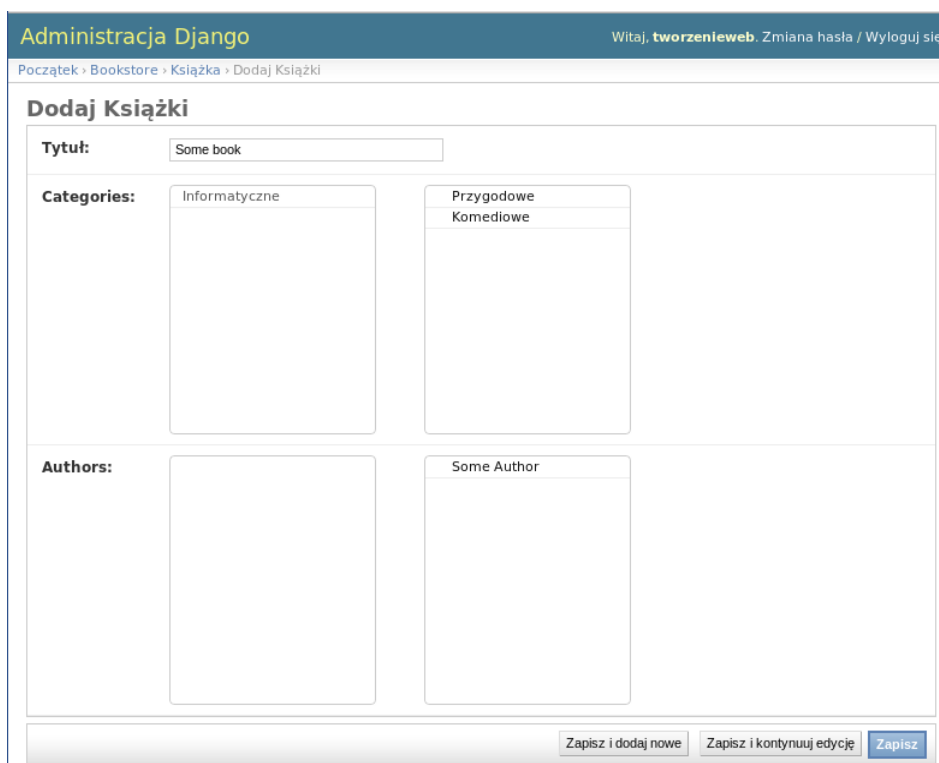 Administracja Django
Witaj, tworzenieweb. Zmiana hasła / Wyloguj się
Początek › Bookstore › Książka › Dodaj Książki
Dodaj Książki
Tytuł: Some book
Categories: Informatyczne Przygodowe
Komediowe
Authors: Some Author
Zapisz i dodaj nowe Zapisz i kontynuuj edycję Zapisz